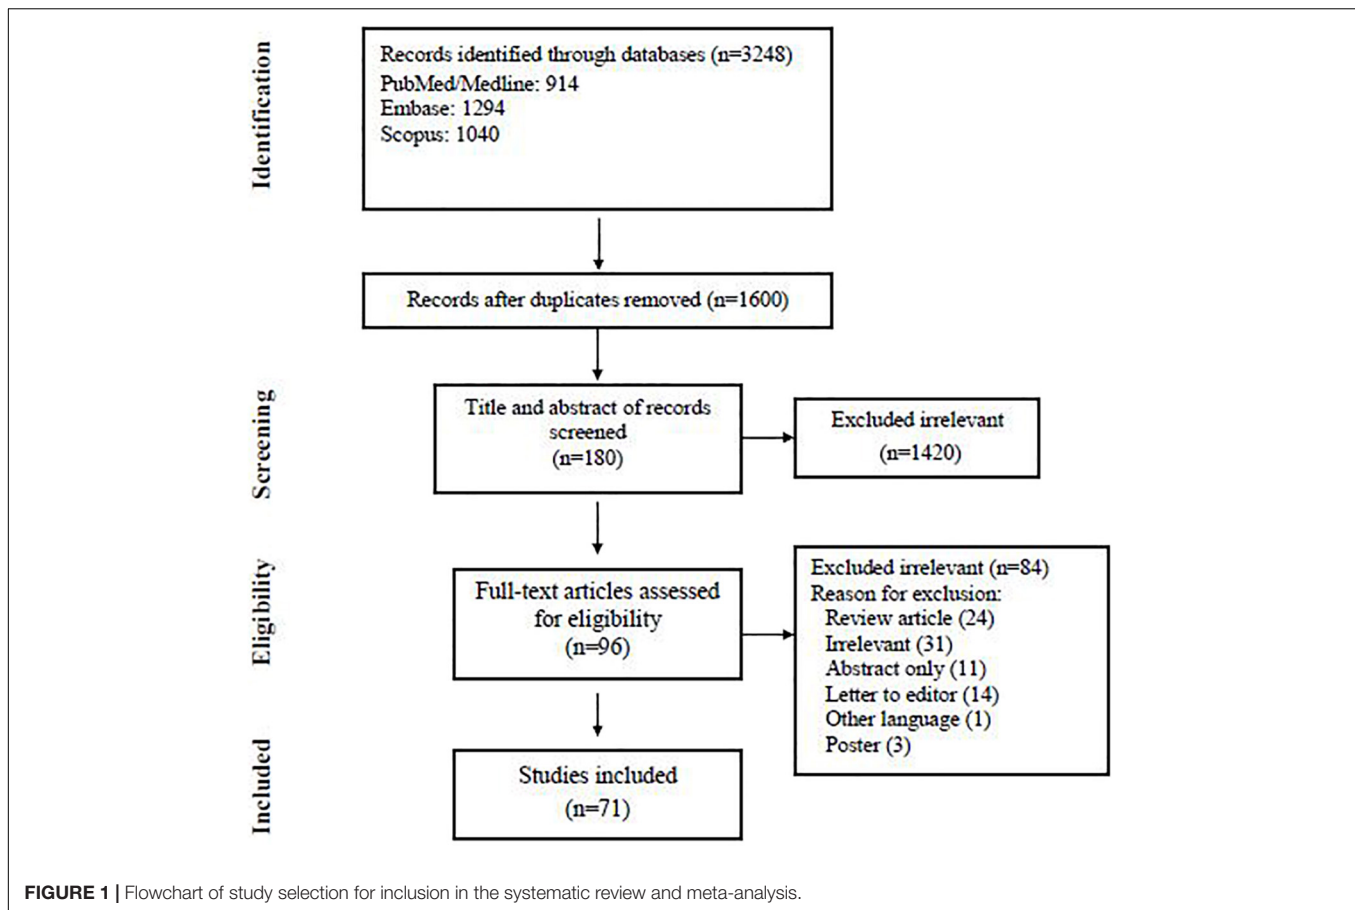 Identification
Records identified through databases (n=3248)
PubMed/Medline: 914
Embase: 1294
Scopus: 1040
Records after duplicates removed (n=1600)
Screening
Title and abstract of records
screened
(n=180)
Excluded irrelevant
(n=1420)
Eligibility
Full-text articles assessed
for eligibility
(n=96)
Excluded irrelevant (n=84)
Reason for exclusion:
Review article (24)
Irrelevant (31)
Abstract only (11)
Letter to editor (14)
Other language (1)
Poster (3)
Included
Studies included
(n=71)
FIGURE 1 | Flowchart of study selection for inclusion in the systematic review and meta-analysis.